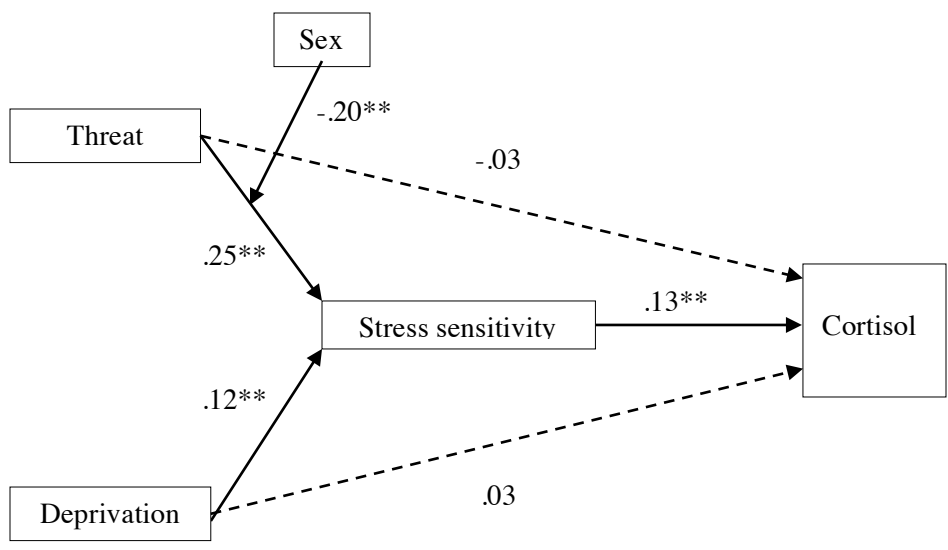 Sex
-.20**
Threat
-.03
.25**
.13**
Stress sensitivity
Cortisol
.12**
.03
Deprivation